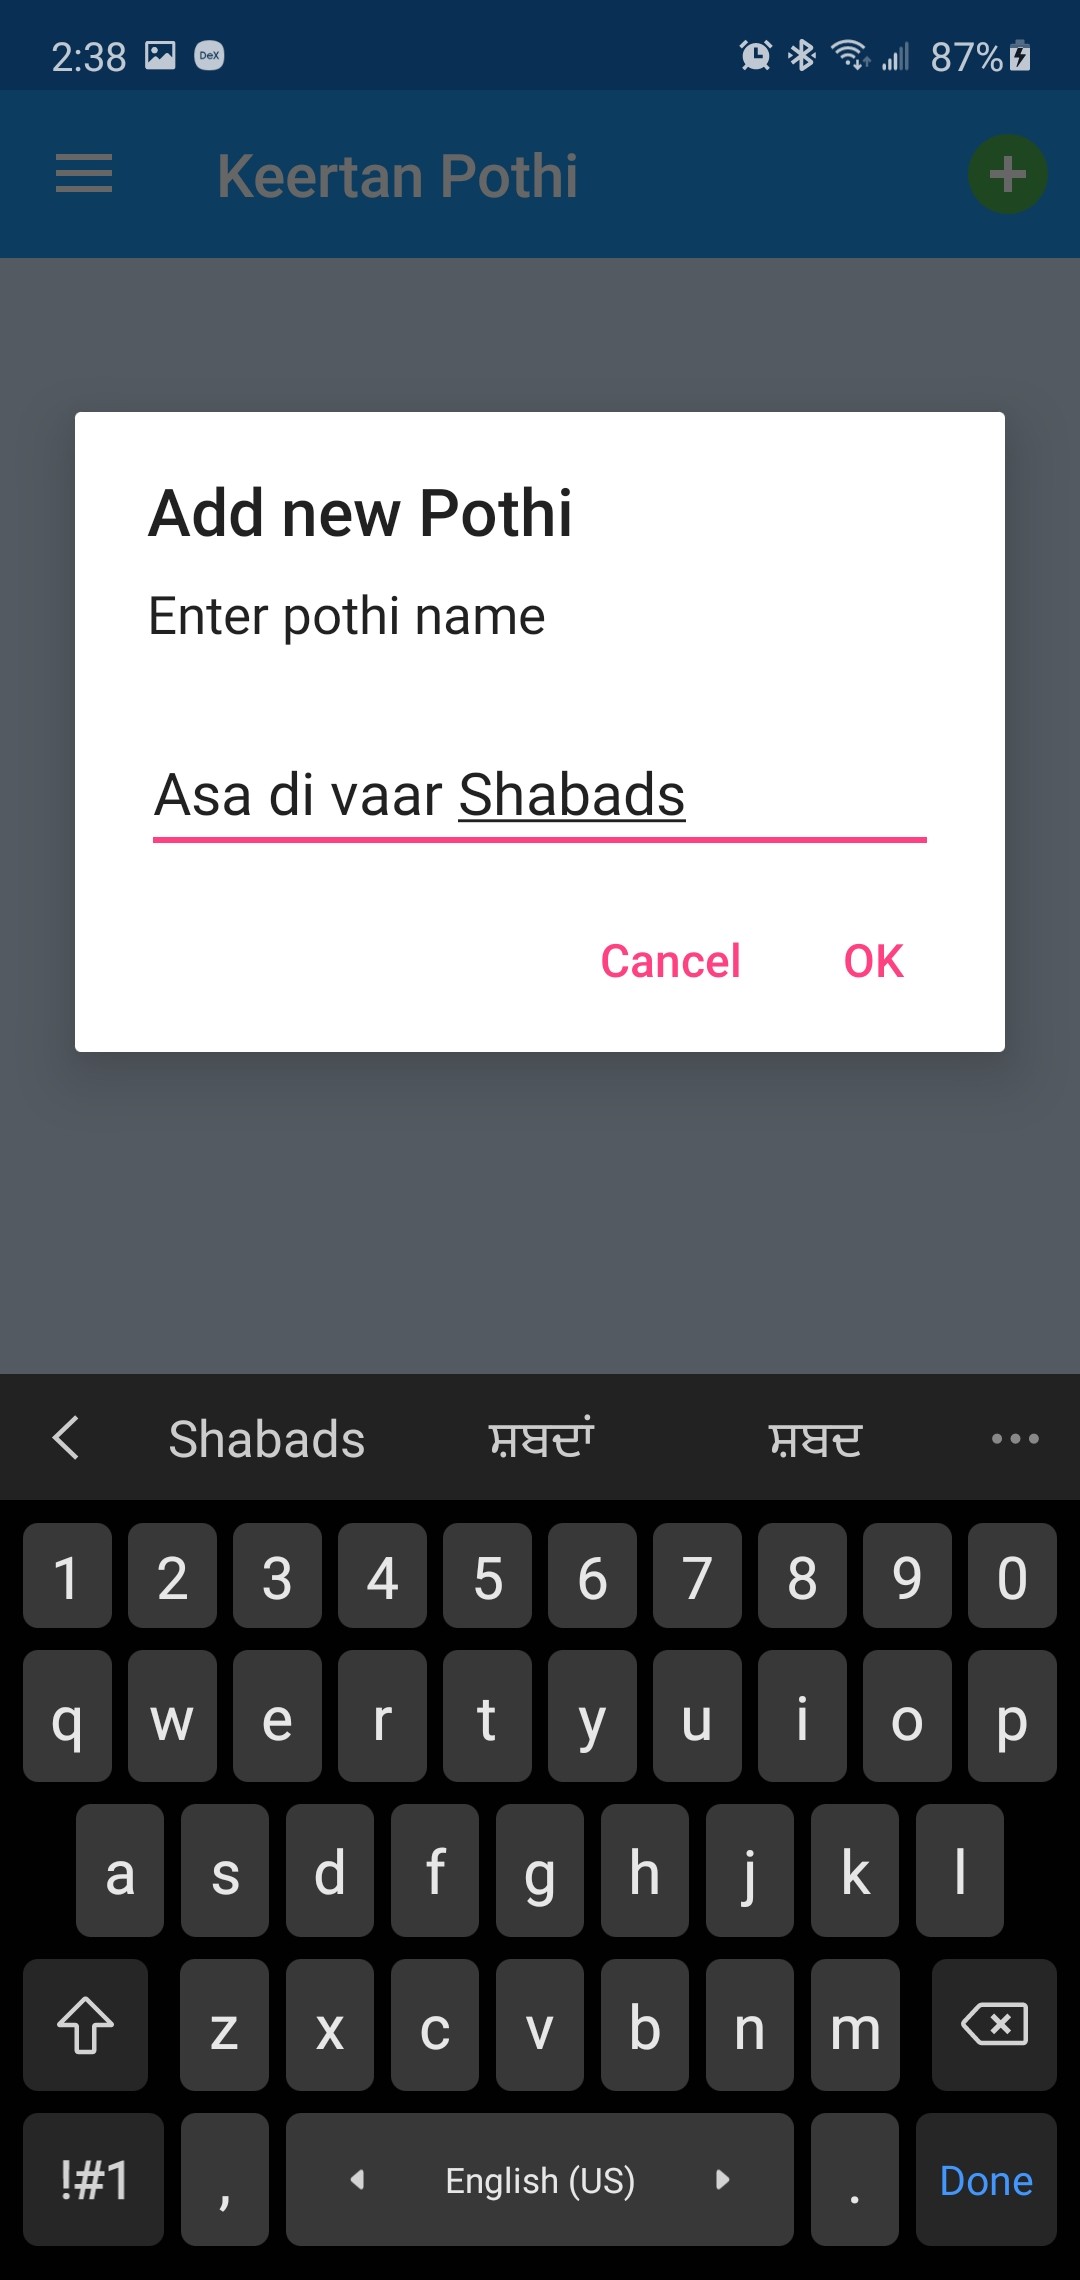 2:38 DeX 87%
Keertan Pothi
Add new Pothi
Enter pothi name
Asa di vaar Shabads
Cancel OK
Shabads ਸ਼ਬਦਾਂ ਸ਼ਬਦ ...
1 2 3 4 5 6 7 8 9 0
q w e r t y u i o p
a s d f g h j k l
z x c v b n m
!#1 , English (US) . Done